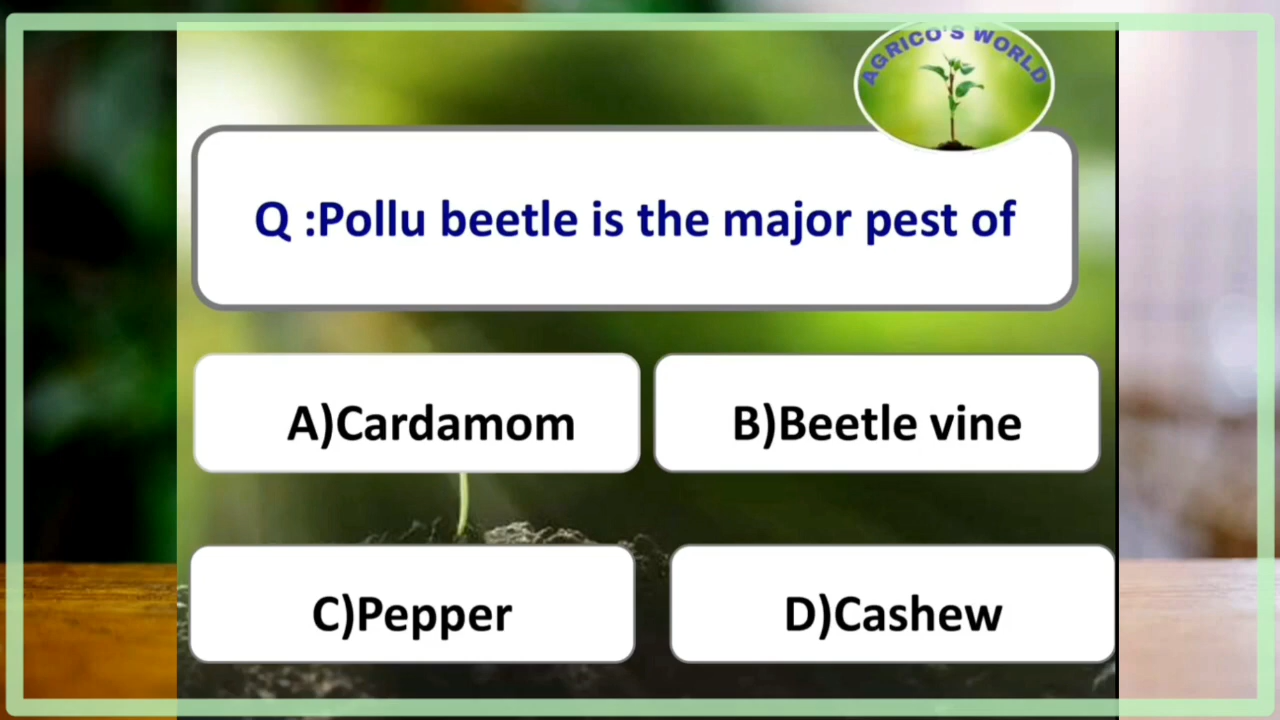 AGRICO'S WORLD
Q :Pollu beetle is the major pest of
A)Cardamom
B)Beetle vine
C)Pepper
D)Cashew